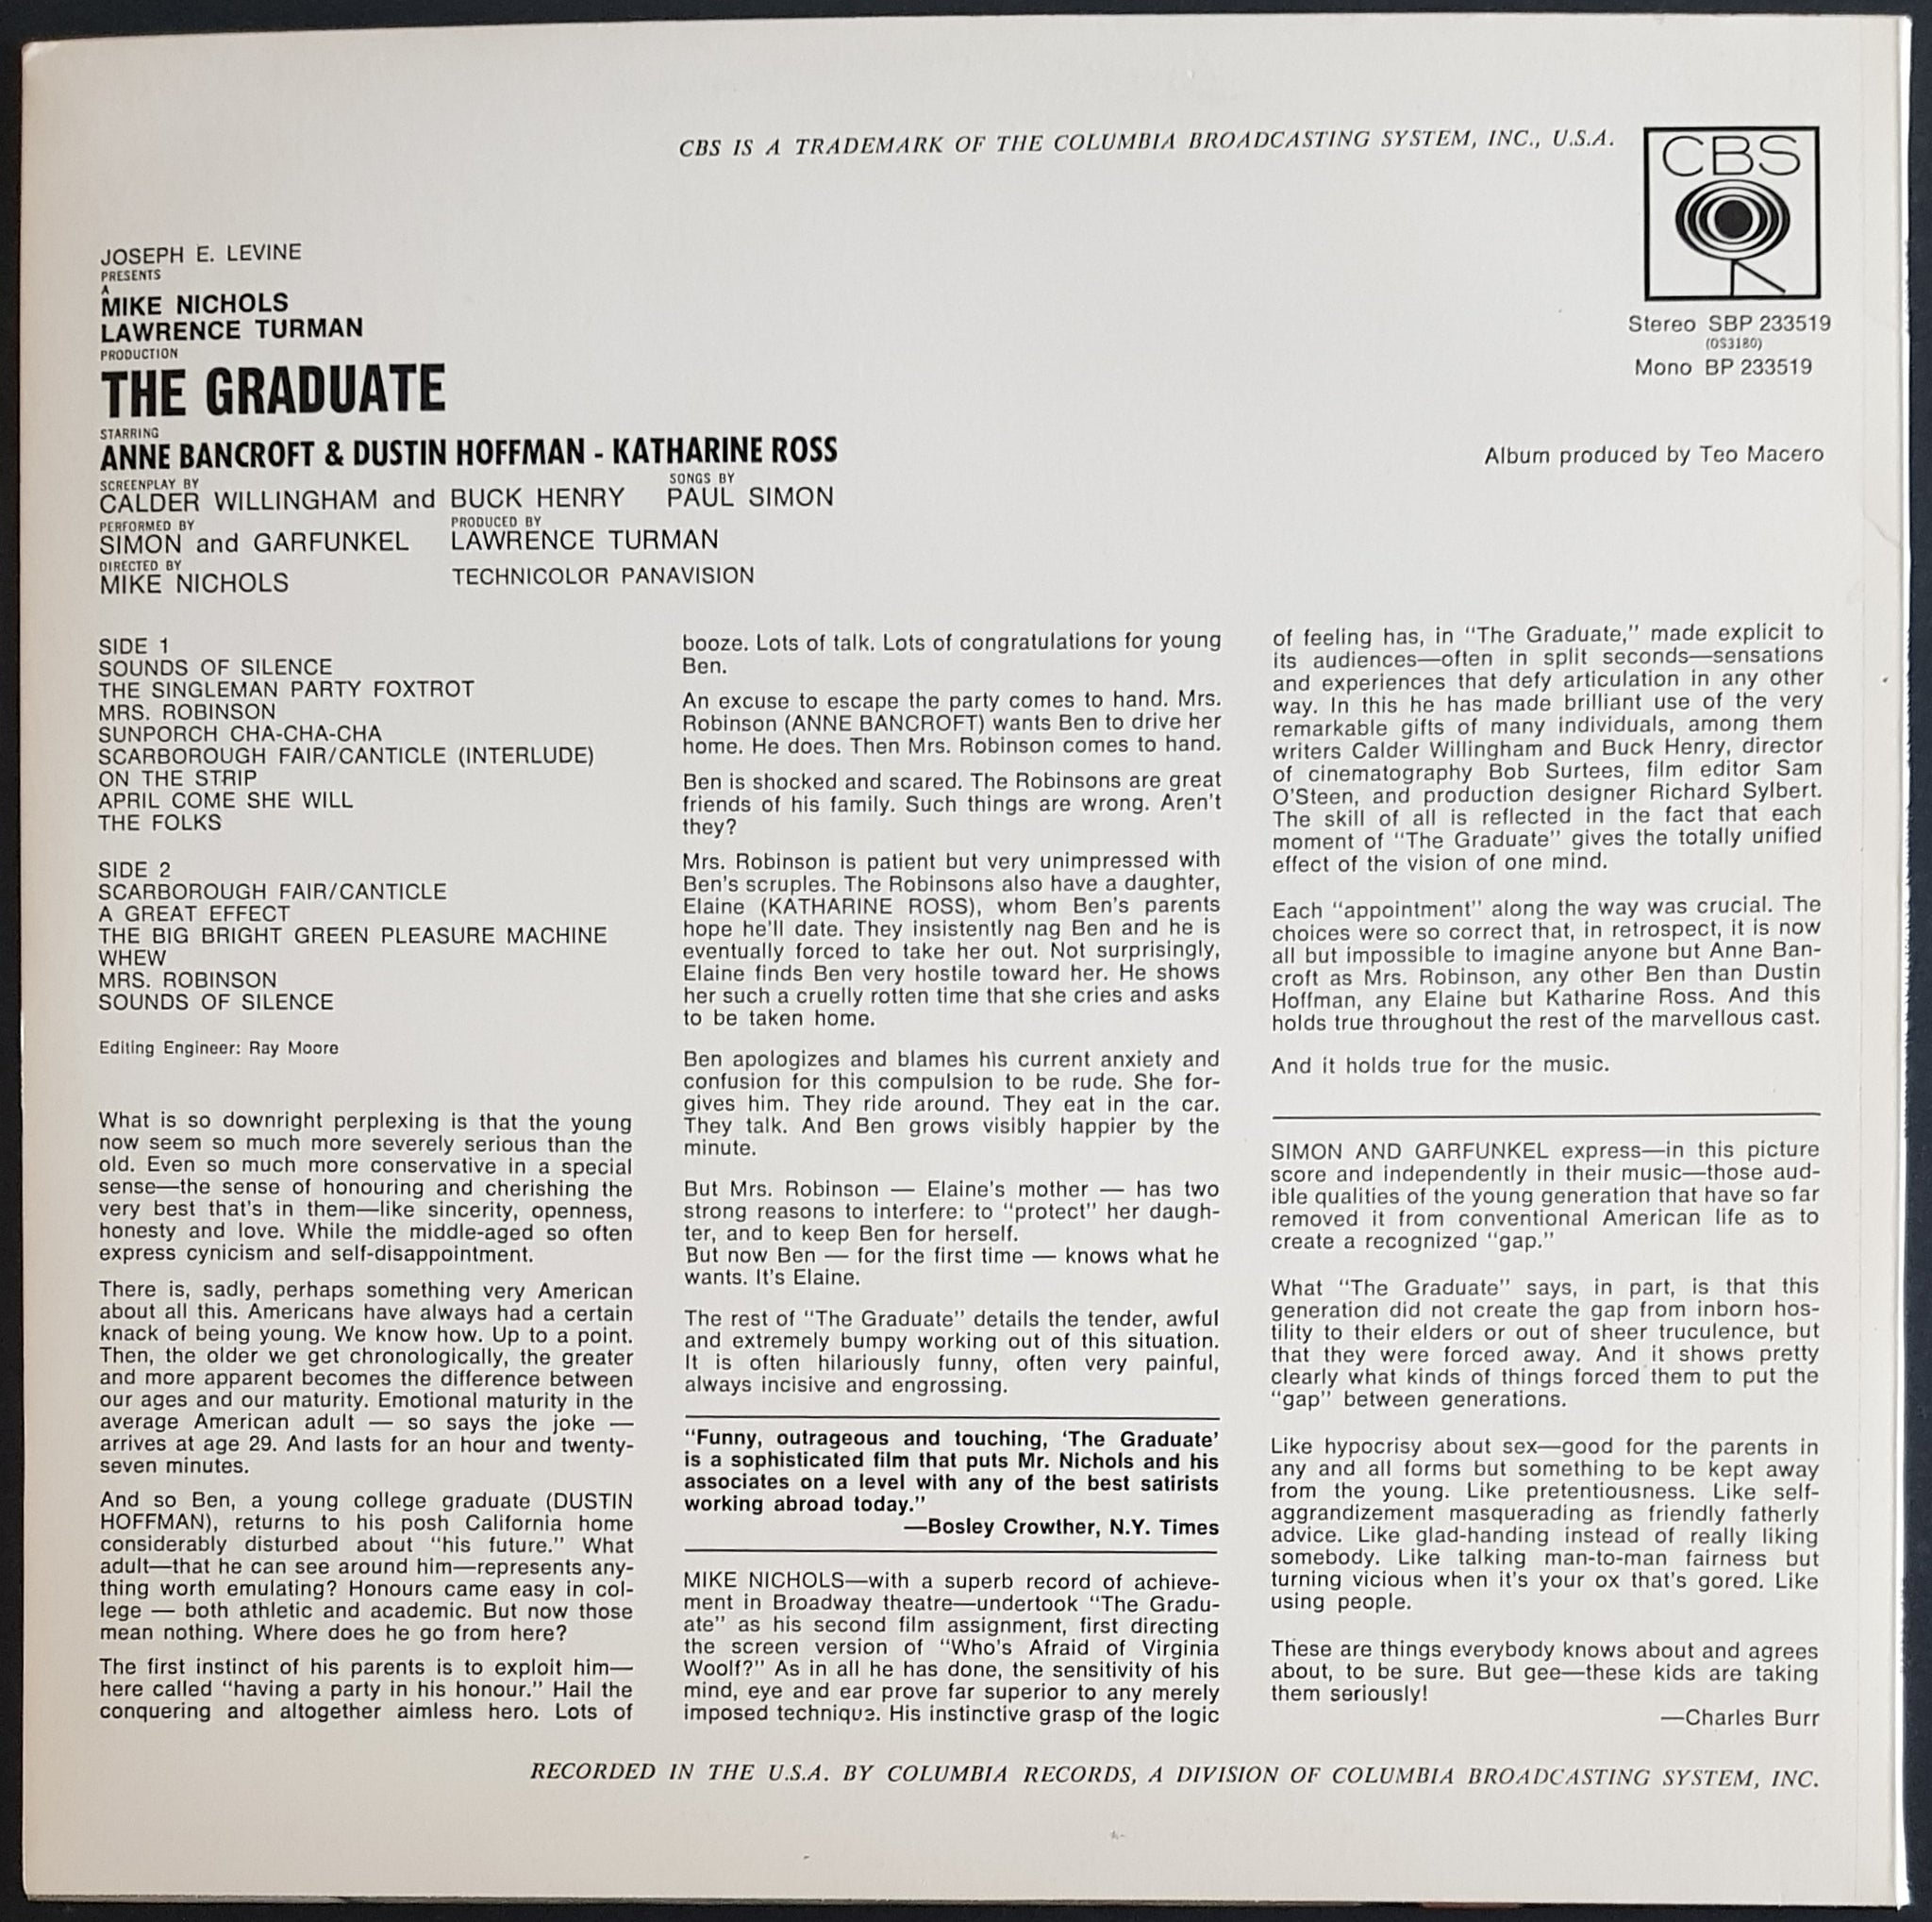 CBS IS A TRADEMARK OF THE COLUMBIA BROADCASTING SYSTEM, INC., U.S.A.
CBS
Stereo SBP 233519
(OS3180)
Mono BP 233519
Album produced by Teo Macero
JOSEPH E. LEVINE
PRESENTS
A
MIKE NICHOLS
LAWRENCE TURMAN
PRODUCTION
THE GRADUATE
STARRING
ANNE BANCROFT & DUSTIN HOFFMAN - KATHARINE ROSS
SCREENPLAY BY SONGS BY
CALDER WILLINGHAM and BUCK HENRY PAUL SIMON
PERFORMED BY PRODUCED BY
SIMON and GARFUNKEL LAWRENCE TURMAN
DIRECTED BY
MIKE NICHOLS TECHNICOLOR PANAVISION
SIDE 1
SOUNDS OF SILENCE
THE SINGLEMAN PARTY FOXTROT
MRS. ROBINSON
SUNPORCH CHA-CHA-CHA
SCARBOROUGH FAIR/CANTICLE (INTERLUDE)
ON THE STRIP
APRIL COME SHE WILL
THE FOLKS
SIDE 2
SCARBOROUGH FAIR/CANTICLE
A GREAT EFFECT
THE BIG BRIGHT GREEN PLEASURE MACHINE
WHEW
MRS. ROBINSON
SOUNDS OF SILENCE
Editing Engineer: Ray Moore
What is so downright perplexing is that the young
now seem so much more severely serious than the
old. Even so much more conservative in a special
sense—the sense of honouring and cherishing the
very best that's in them—like sincerity, openness,
honesty and love. While the middle-aged so often
express cynicism and self-disappointment.
There is, sadly, perhaps something very American
about all this. Americans have always had a certain
knack of being young. We know how. Up to a point.
Then, the older we get chronologically, the greater
and more apparent becomes the difference between
our ages and our maturity. Emotional maturity in the
average American adult — so says the joke —
arrives at age 29. And lasts for an hour and twenty-
seven minutes.
And so Ben, a young college graduate (DUSTIN
HOFFMAN), returns to his posh California home
considerably disturbed about "his future." What
adult—that he can see around him—represents any-
thing worth emulating? Honours came easy in col-
lege — both athletic and academic. But now those
mean nothing. Where does he go from here?
The first instinct of his parents is to exploit him—
here called "having a party in his honour." Hail the
conquering and altogether aimless hero. Lots of
booze. Lots of talk. Lots of congratulations for young
Ben.
An excuse to escape the party comes to hand. Mrs.
Robinson (ANNE BANCROFT) wants Ben to drive her
home. He does. Then Mrs. Robinson comes to hand.
Ben is shocked and scared. The Robinsons are great
friends of his family. Such things are wrong. Aren't
they?
Mrs. Robinson is patient but very unimpressed with
Ben's scruples. The Robinsons also have a daughter,
Elaine (KATHARINE ROSS), whom Ben's parents
hope he'll date. They insistently nag Ben and he is
eventually forced to take her out. Not surprisingly,
Elaine finds Ben very hostile toward her. He shows
her such a cruelly rotten time that she cries and asks
to be taken home.
Ben apologizes and blames his current anxiety and
confusion for this compulsion to be rude. She for-
gives him. They ride around. They eat in the car.
They talk. And Ben grows visibly happier by the
minute.
But Mrs. Robinson — Elaine's mother — has two
strong reasons to interfere: to "protect" her daugh-
ter, and to keep Ben for herself.
But now Ben — for the first time — knows what he
wants. It's Elaine.
The rest of "The Graduate" details the tender, awful
and extremely bumpy working out of this situation.
It is often hilariously funny, often very painful,
always incisive and engrossing.
"Funny, outrageous and touching, 'The Graduate'
is a sophisticated film that puts Mr. Nichols and his
associates on a level with any of the best satirists
working abroad today."
—Bosley Crowther, N.Y. Times
MIKE NICHOLS—with a superb record of achieve-
ment in Broadway theatre—undertook "The Gradu-
ate" as his second film assignment, first directing
the screen version of "Who's Afraid of Virginia
Woolf?" As in all he has done, the sensitivity of his
mind, eye and ear prove far superior to any merely
imposed technique. His instinctive grasp of the logic
of feeling has, in "The Graduate," made explicit to
its audiences—often in split seconds—sensations
and experiences that defy articulation in any other
way. In this he has made brilliant use of the very
remarkable gifts of many individuals, among them
writers Calder Willingham and Buck Henry, director
of cinematography Bob Surtees, film editor Sam
O'Steen, and production designer Richard Sylbert.
The skill of all is reflected in the fact that each
moment of "The Graduate" gives the totally unified
effect of the vision of one mind.
Each "appointment" along the way was crucial. The
choices were so correct that, in retrospect, it is now
all but impossible to imagine anyone but Anne Ban-
croft as Mrs. Robinson, any other Ben than Dustin
Hoffman, any Elaine but Katharine Ross. And this
holds true throughout the rest of the marvellous cast.
And it holds true for the music.
SIMON AND GARFUNKEL express—in this picture
score and independently in their music—those aud-
ible qualities of the young generation that have so far
removed it from conventional American life as to
create a recognized "gap."
What "The Graduate" says, in part, is that this
generation did not create the gap from inborn hos-
tility to their elders or out of sheer truculence, but
that they were forced away. And it shows pretty
clearly what kinds of things forced them to put the
"gap" between generations.
Like hypocrisy about sex—good for the parents in
any and all forms but something to be kept away
from the young. Like pretentiousness. Like self-
aggrandizement masquerading as friendly fatherly
advice. Like glad-handing instead of really liking
somebody. Like talking man-to-man fairness but
turning vicious when it's your ox that's gored. Like
using people.
These are things everybody knows about and agrees
about, to be sure. But gee—these kids are taking
them seriously!
—Charles Burr
RECORDED IN THE U.S.A. BY COLUMBIA RECORDS, A DIVISION OF COLUMBIA BROADCASTING SYSTEM, INC.